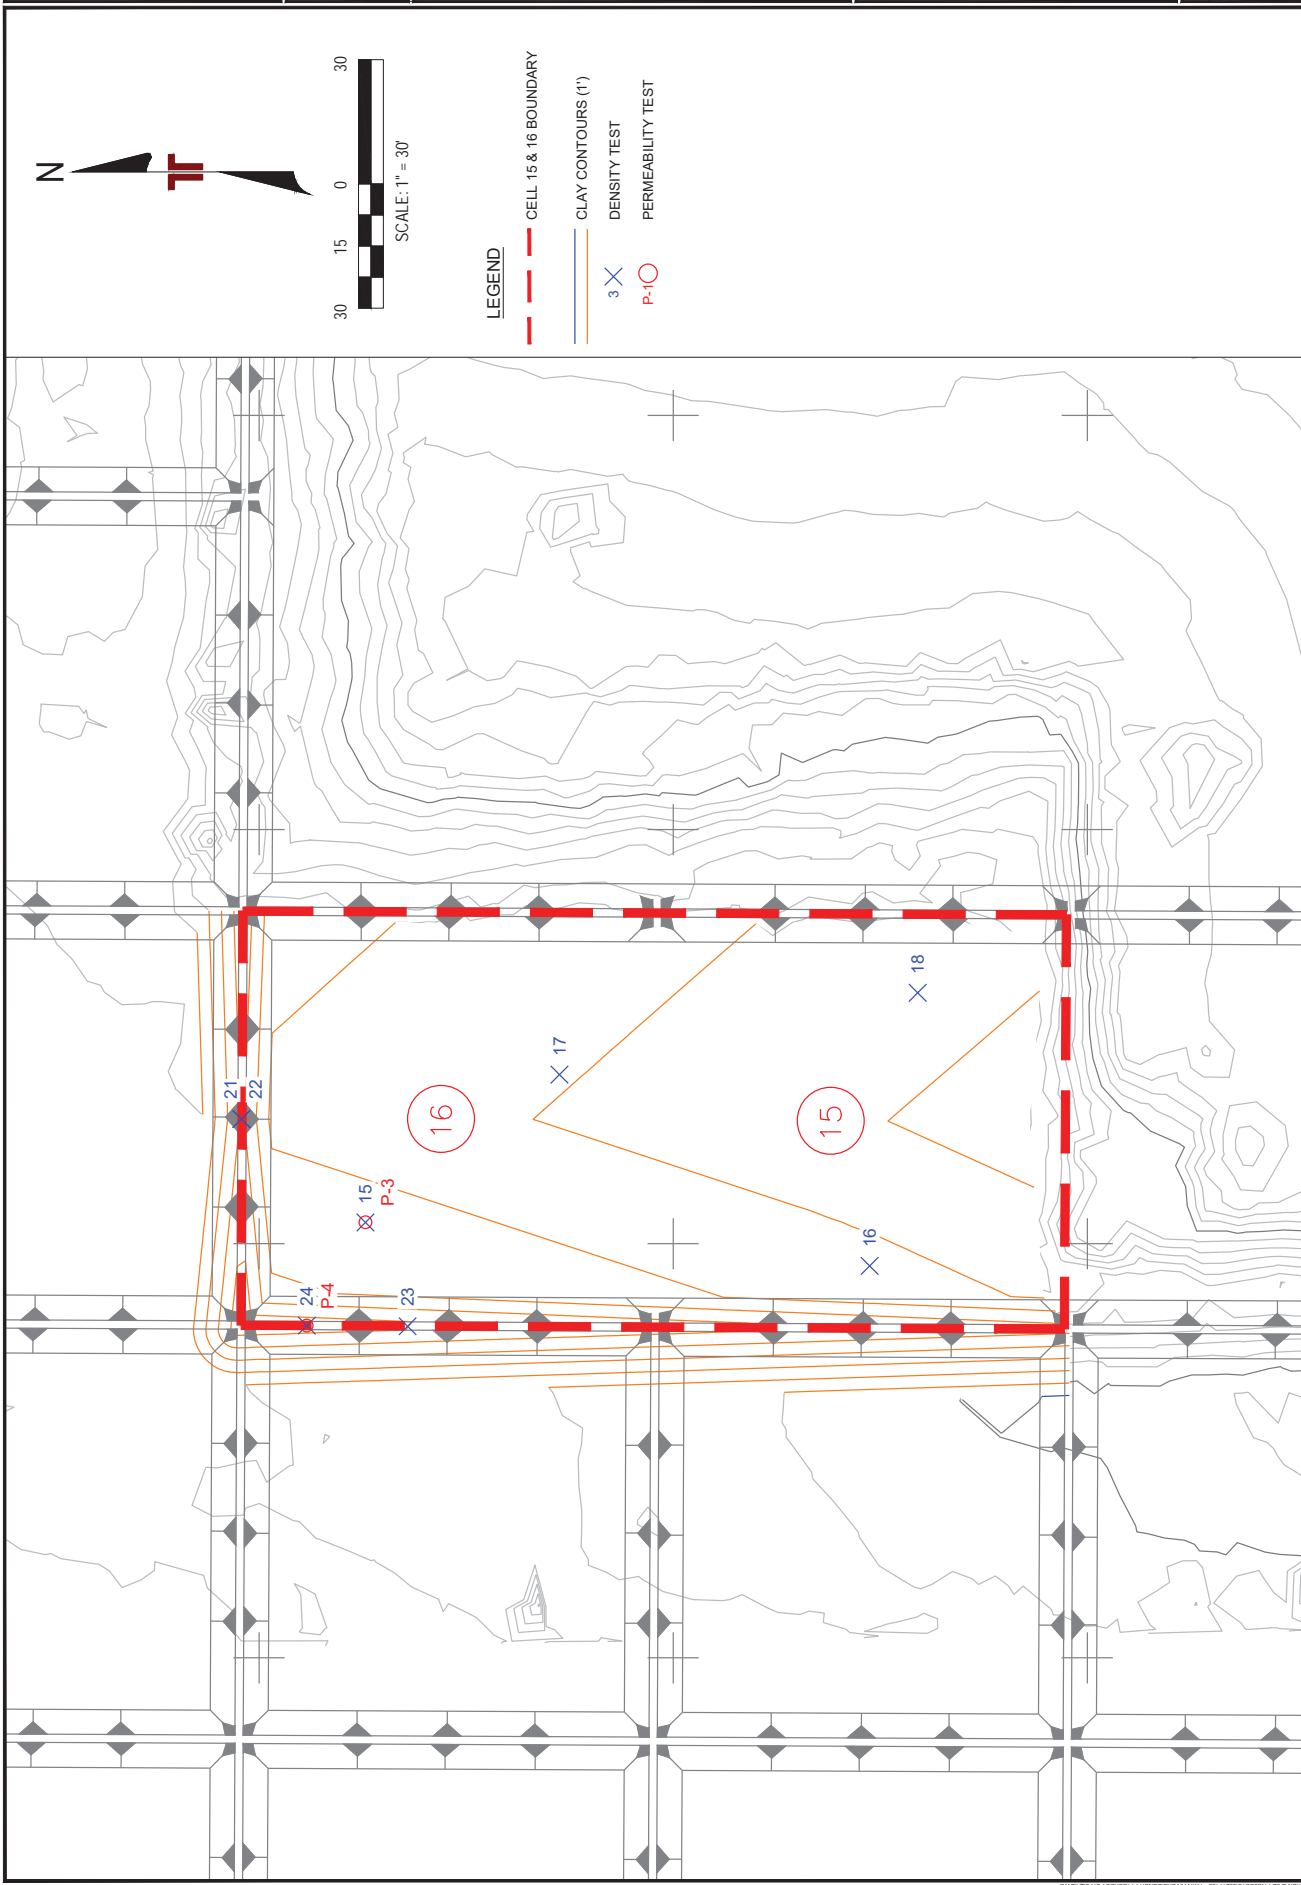 N
30 15 0 30
SCALE: 1" = 30'
LEGEND
CELL 15 & 16 BOUNDARY
CLAY CONTOURS (1')
3 DENSITY TEST
P-1 PERMEABILITY TEST
21
22
18
17
16
15
15
P-3
16
24
P-4
23